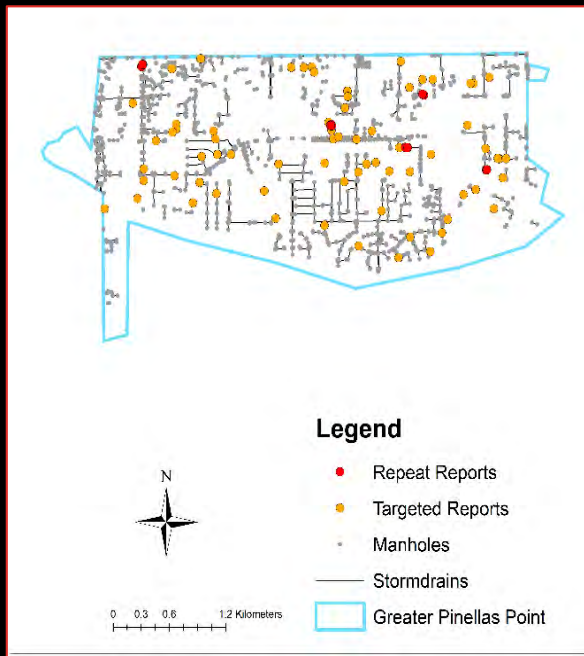 Legend
Repeat Reports
Targeted Reports
Manholes
Stormdrains
Greater Pinellas Point
N
0 0.3 0.6 1.2 Kilometers